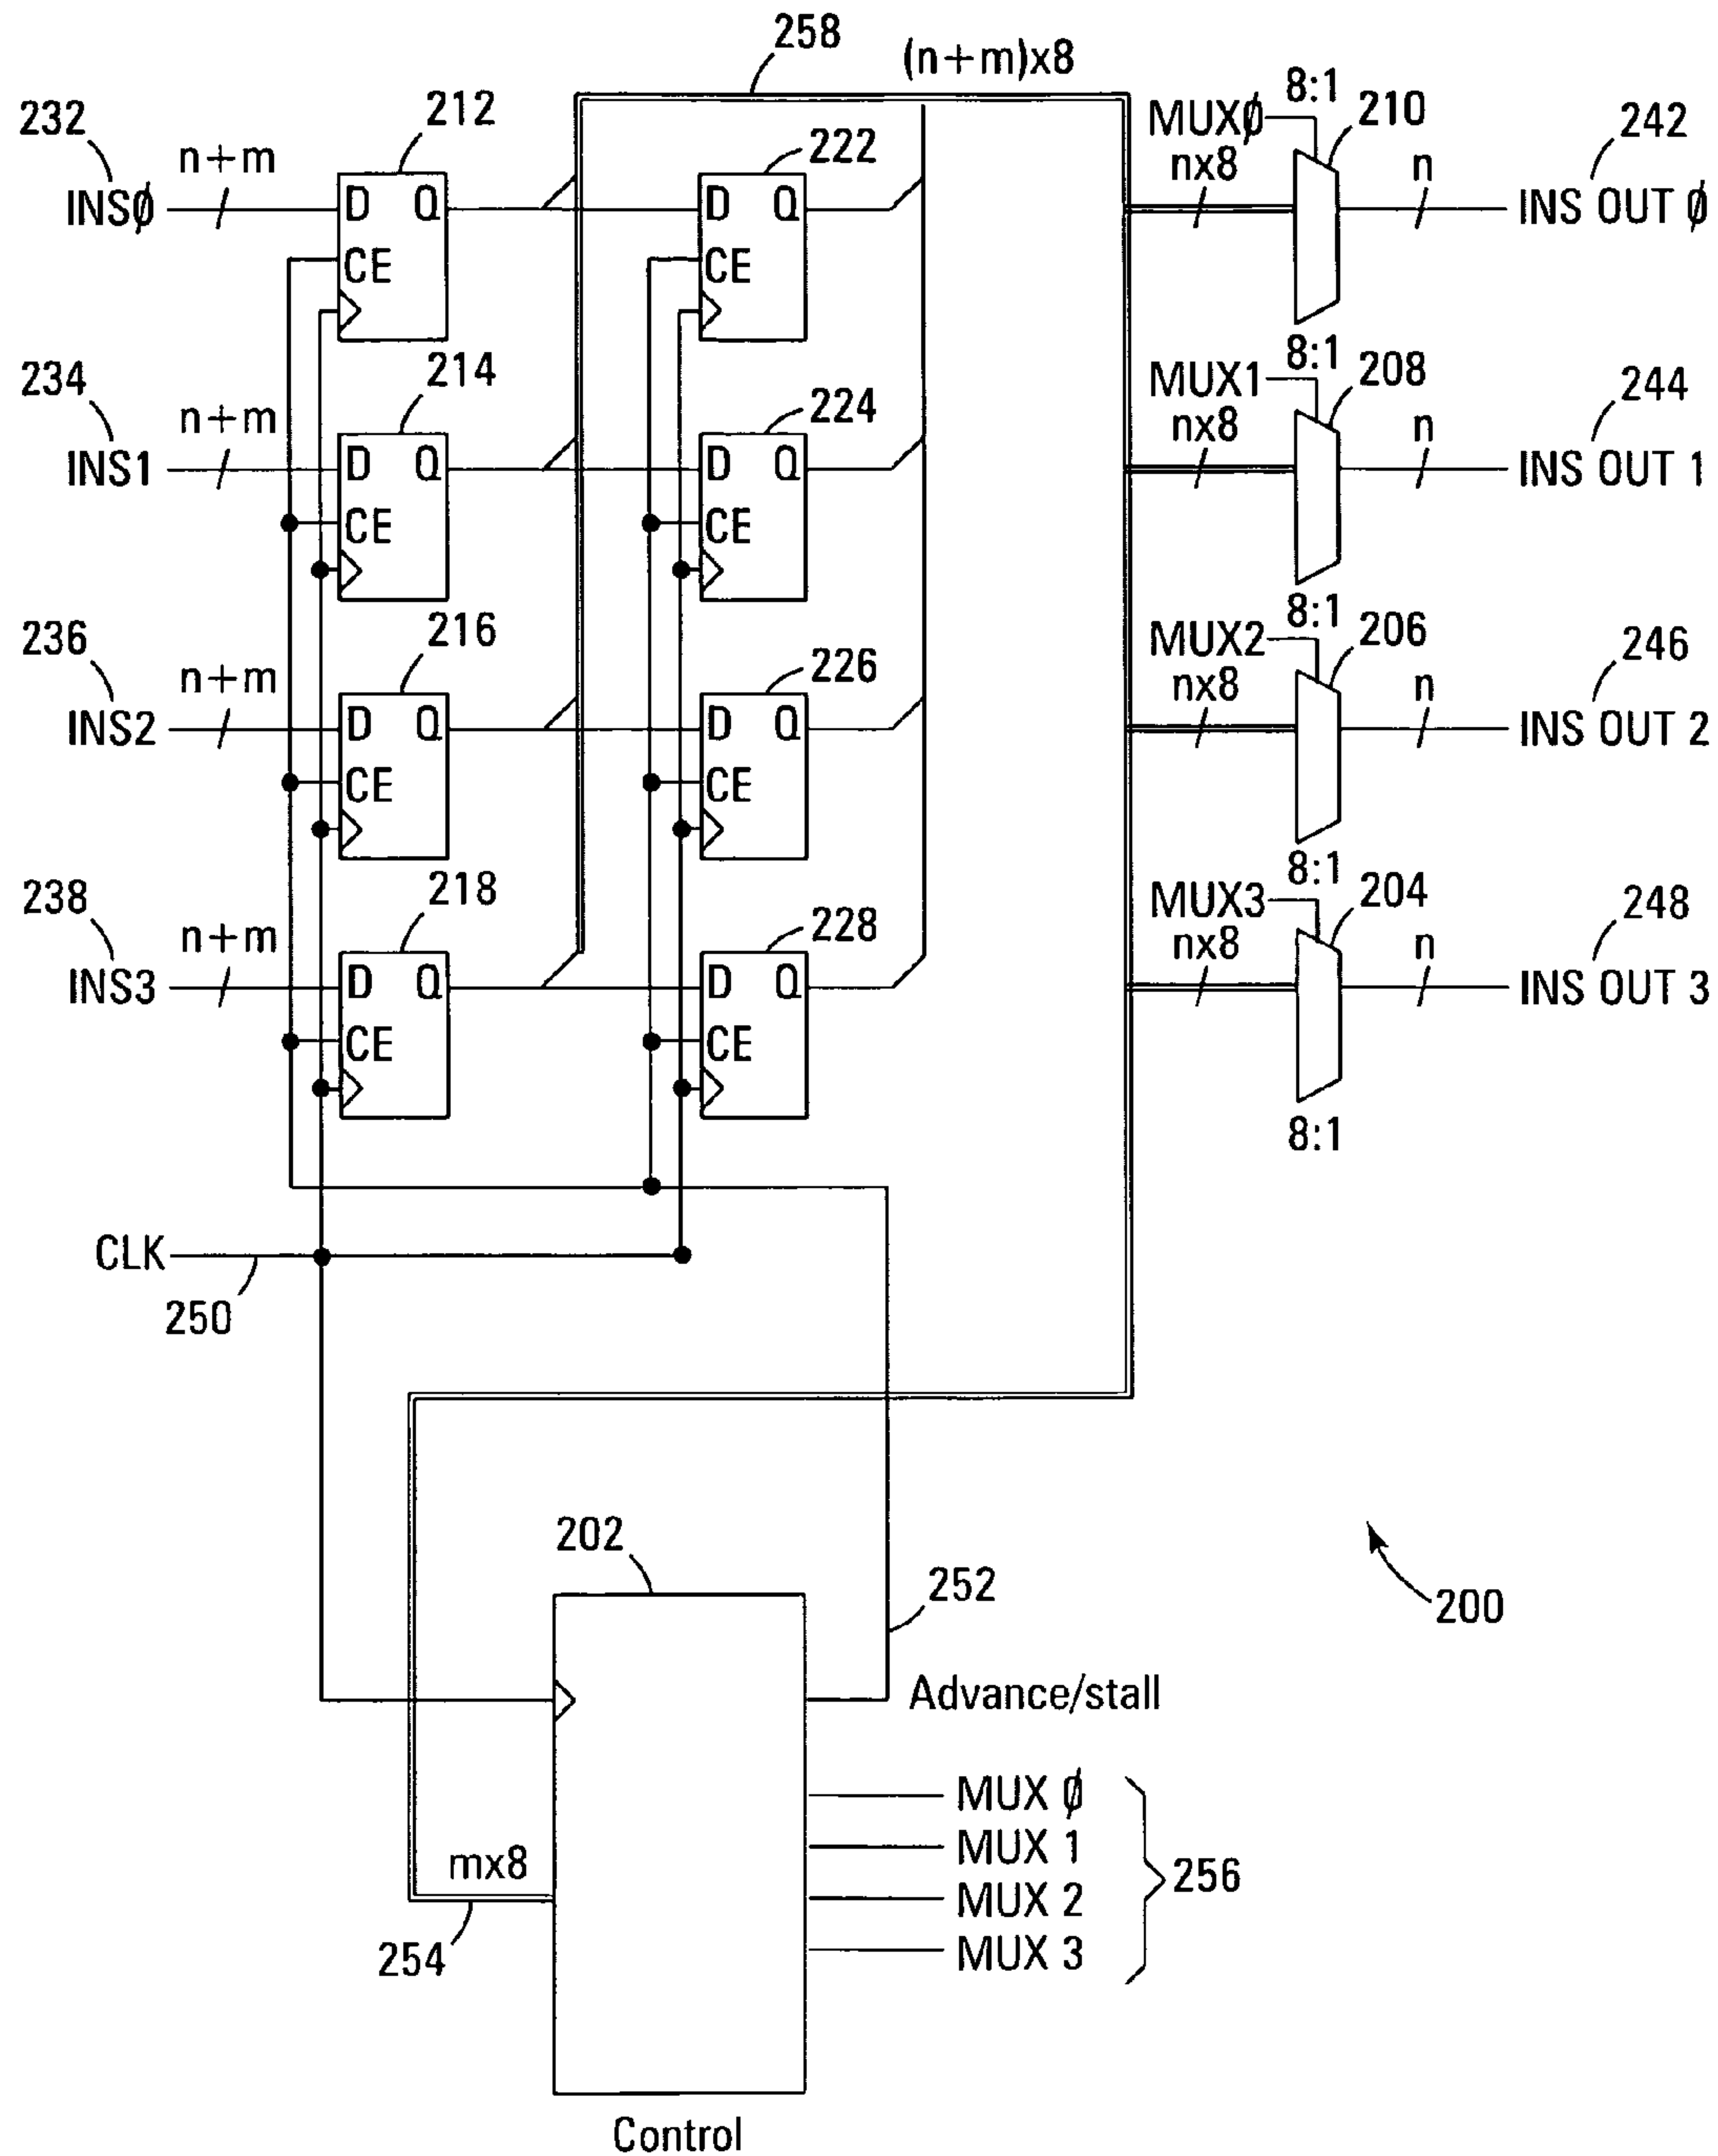 258
(n+m)x8
8:1
232
212
MUXø
210
242
n+m
222
nx8
n
INSø
D Q
D Q
INS OUT ø
CE
CE
8:1
234
214
MUX1
208
244
n+m
224
nx8
n
INS1
D Q
D Q
INS OUT 1
CE
CE
8:1
236
216
MUX2
206
246
n+m
226
nx8
n
INS2
D Q
D Q
INS OUT 2
CE
CE
8:1
238
218
MUX3
204
248
n+m
228
nx8
n
INS3
D Q
D Q
INS OUT 3
CE
CE
8:1
CLK
250
202
252
200
Advance/stall
MUX ø
MUX 1
mx8
256
MUX 2
254
MUX 3
Control